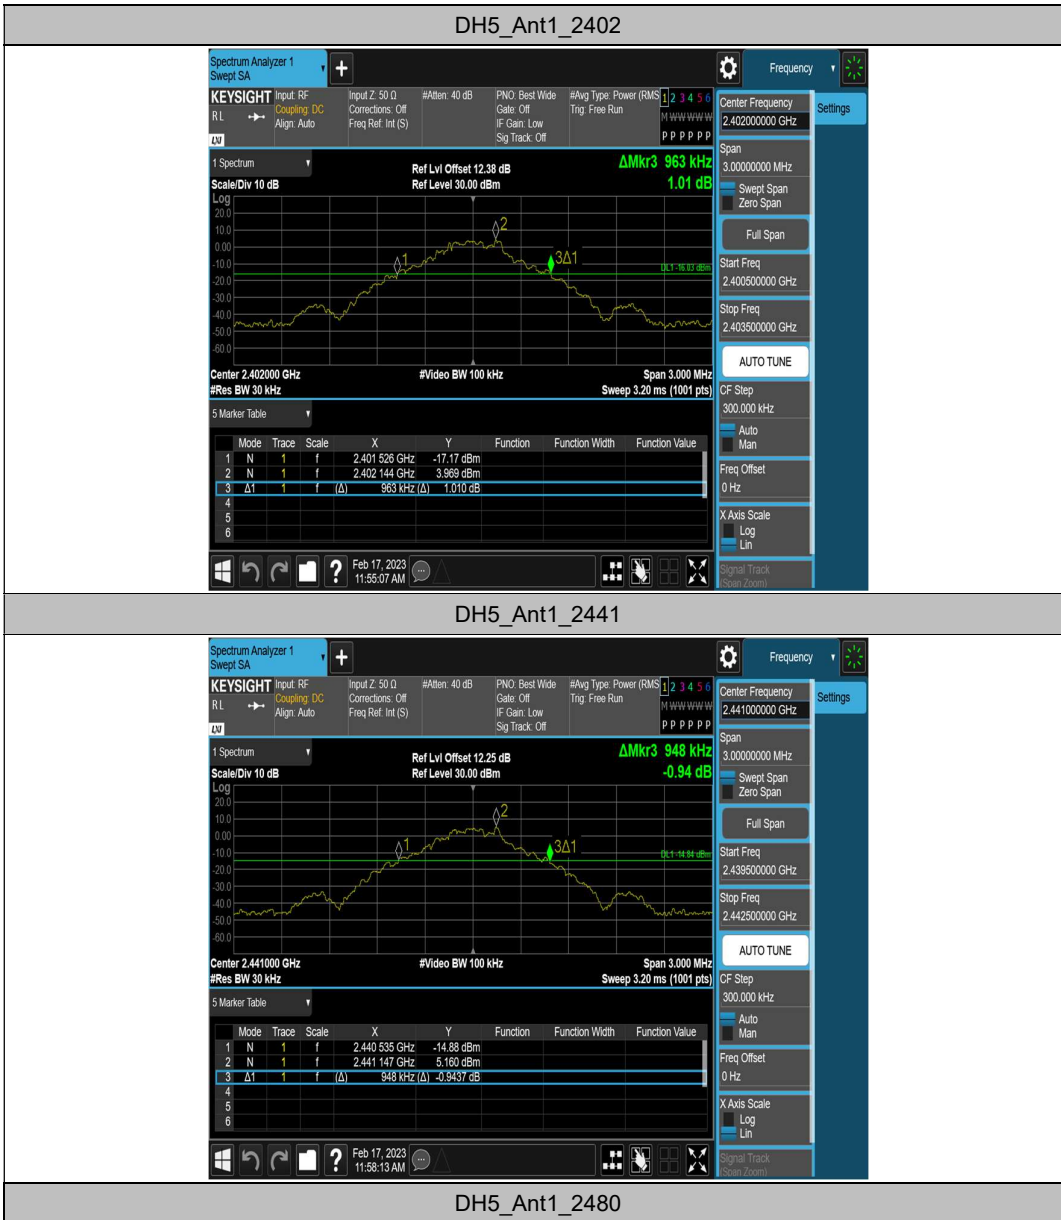 DH5_Ant1_2402
Spectrum Analyzer 1
Swept SA
+
Frequency
KEYSIGHT Input: RF Input Z: 50 Ω #Atten: 40 dB PNO: Best Wide #Avg Type: Power (RMS 1 2 3 4 5 6
RL Coupling: DC Corrections: Off Gate: Off Trig: Free Run M W W W W W
Align: Auto Freq Ref: Int (S) IF Gain: Low
LXI Sig Track: Off P P P P P P
Center Frequency
2.402000000 GHz
Settings
Span
3.00000000 MHz
Swept Span
Zero Span
Full Span
Start Freq
2.400500000 GHz
Stop Freq
2.403500000 GHz
AUTO TUNE
CF Step
300.000 kHz
Auto
Man
Freq Offset
0 Hz
X Axis Scale
Log
Lin
Signal Track
(Span Zoom)
1 Spectrum
Ref Lvl Offset 12.38 dB ΔMkr3 963 kHz
Scale/Div 10 dB Ref Level 30.00 dBm 1.01 dB
Log
20.0
10.0
0.00
-10.0
-20.0
-30.0
-40.0
-50.0
-60.0
1
2
3Δ1
DL1 -16.03 dBm
Center 2.402000 GHz #Video BW 100 kHz Span 3.000 MHz
#Res BW 30 kHz Sweep 3.20 ms (1001 pts)
5 Marker Table
Mode Trace Scale X Y Function Function Width Function Value
1 N 1 f 2.401 526 GHz -17.17 dBm
2 N 1 f 2.402 144 GHz 3.969 dBm
3 Δ1 1 f (Δ) 963 kHz (Δ) 1.010 dB
4
5
6
? Feb 17, 2023
11:55:07 AM
DH5_Ant1_2441
Spectrum Analyzer 1
Swept SA
+
Frequency
KEYSIGHT Input: RF Input Z: 50 Ω #Atten: 40 dB PNO: Best Wide #Avg Type: Power (RMS 1 2 3 4 5 6
RL Coupling: DC Corrections: Off Gate: Off Trig: Free Run M W W W W W
Align: Auto Freq Ref: Int (S) IF Gain: Low
LXI Sig Track: Off P P P P P P
Center Frequency
2.441000000 GHz
Settings
Span
3.00000000 MHz
Swept Span
Zero Span
Full Span
Start Freq
2.439500000 GHz
Stop Freq
2.442500000 GHz
AUTO TUNE
CF Step
300.000 kHz
Auto
Man
Freq Offset
0 Hz
X Axis Scale
Log
Lin
Signal Track
(Span Zoom)
1 Spectrum
Ref Lvl Offset 12.25 dB ΔMkr3 948 kHz
Scale/Div 10 dB Ref Level 30.00 dBm -0.94 dB
Log
20.0
10.0
0.00
-10.0
-20.0
-30.0
-40.0
-50.0
-60.0
1
2
3Δ1
DL1 -14.84 dBm
Center 2.441000 GHz #Video BW 100 kHz Span 3.000 MHz
#Res BW 30 kHz Sweep 3.20 ms (1001 pts)
5 Marker Table
Mode Trace Scale X Y Function Function Width Function Value
1 N 1 f 2.440 535 GHz -14.88 dBm
2 N 1 f 2.441 147 GHz 5.160 dBm
3 Δ1 1 f (Δ) 948 kHz (Δ) -0.9437 dB
4
5
6
? Feb 17, 2023
11:58:13 AM
DH5_Ant1_2480